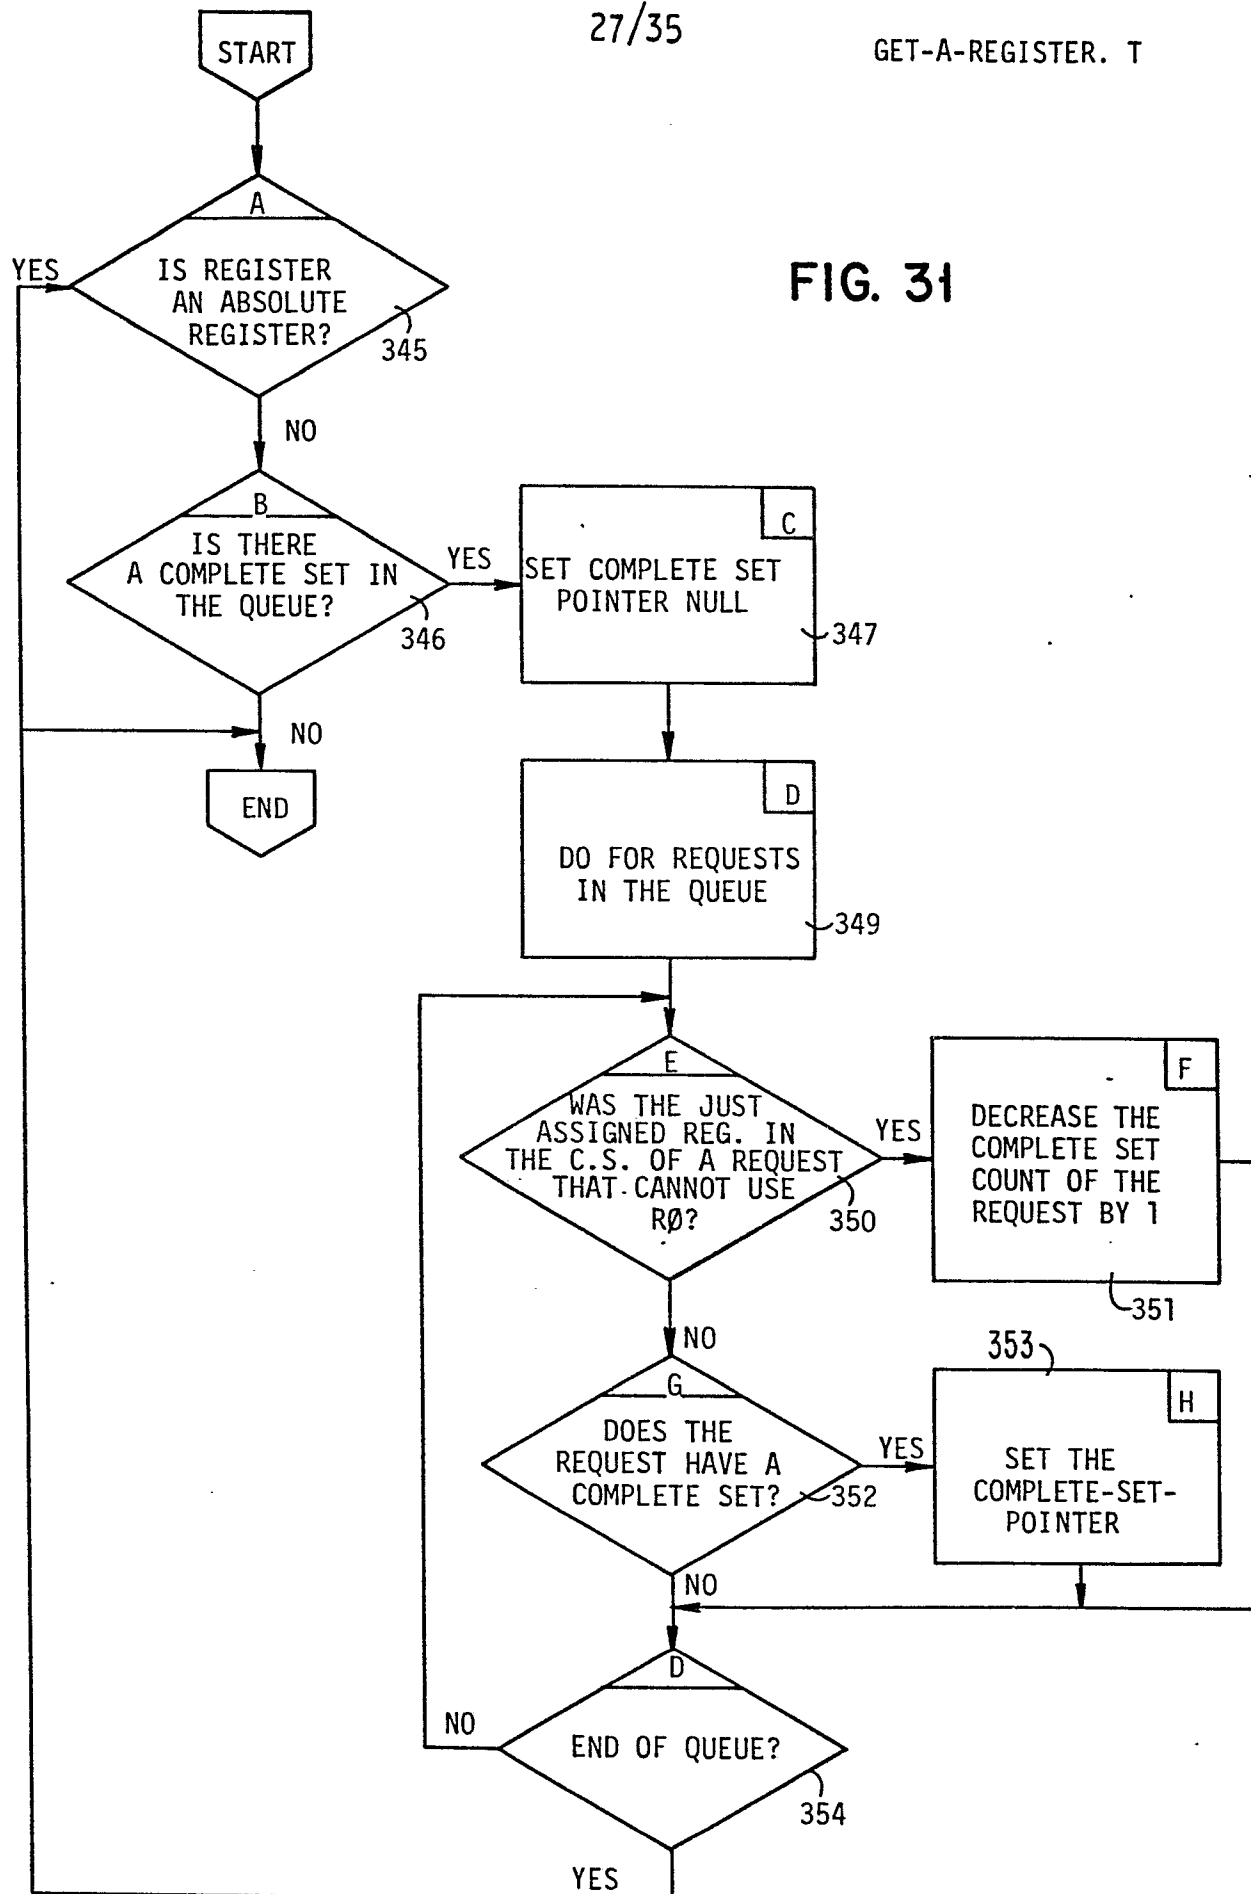 27/35
GET-A-REGISTER. T
START
A
YES
IS REGISTER
AN ABSOLUTE
REGISTER?
345
FIG. 31
NO
B
IS THERE
A COMPLETE SET IN
THE QUEUE?
346
YES
C
SET COMPLETE SET
POINTER NULL
347
NO
END
D
DO FOR REQUESTS
IN THE QUEUE
349
E
WAS THE JUST
ASSIGNED REG. IN
THE C.S. OF A REQUEST
THAT CANNOT USE
RØ?
350
YES
F
DECREASE THE
COMPLETE SET
COUNT OF THE
REQUEST BY 1
351
NO
G
DOES THE
REQUEST HAVE A
COMPLETE SET?
352
YES
353
H
SET THE
COMPLETE-SET-
POINTER
NO
D
END OF QUEUE?
354
NO
YES